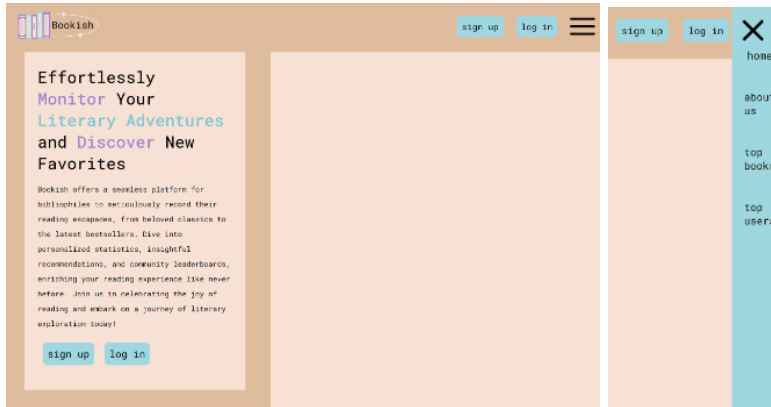 Bookish
sign up
log in
Effortlessly
Monitor Your
Literary Adventures
and Discover New
Favorites
Bookish offers a seamless platform for
bibliophiles to meticulously record their
reading escapades, from beloved classics to
the latest bestsellers. Dive into
personalized statistics, insightful
recommendations, and community leaderboards,
enriching your reading experience like never
before. Join us in celebrating the joy of
reading and embark on a journey of literary
exploration today!
sign up
log in
sign up
log in
home
about
us
top
books
top
users